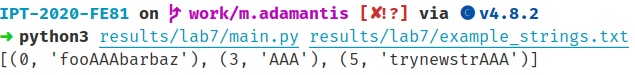 IPT-2020-FE81 on  work/m.adamantis [✘!?] via C v4.8.2
➜ python3 results/lab7/main.py results/lab7/example_strings.txt
[(0, 'fooAAAbarbaz'), (3, 'AAA'), (5, 'trynewstrAAA')]